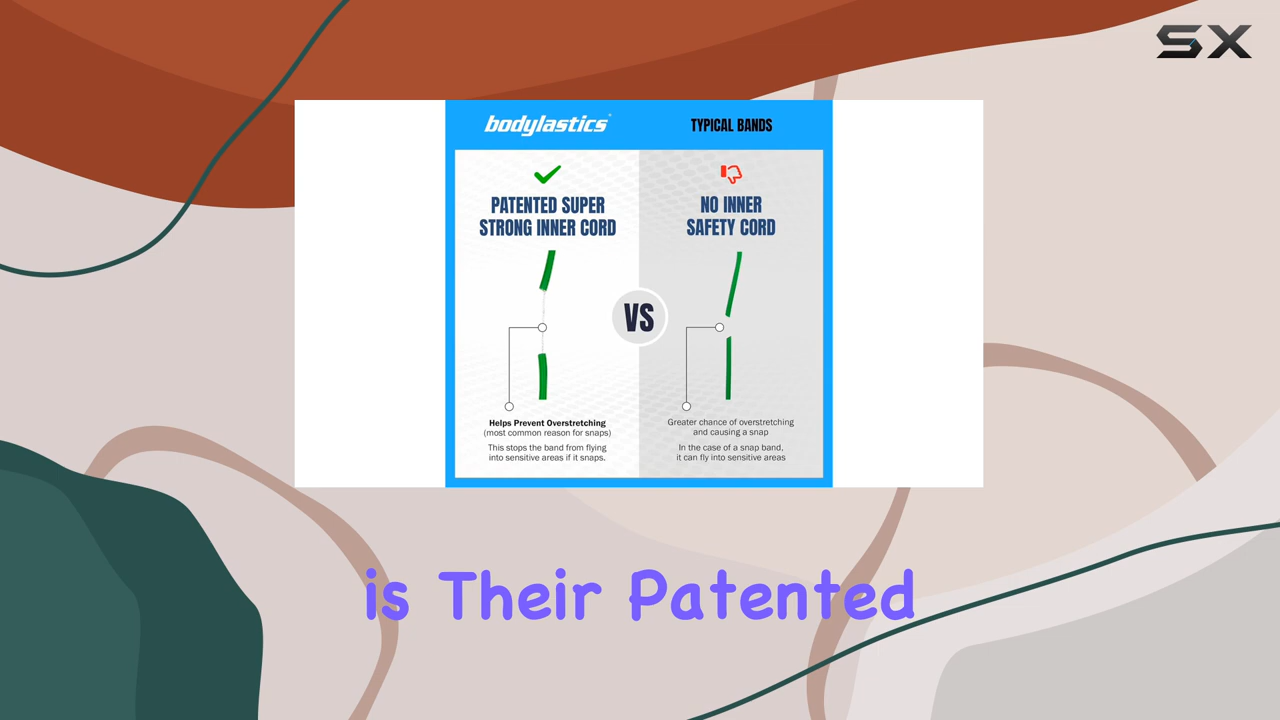 SX
bodylastics®
TYPICAL BANDS
PATENTED SUPER
STRONG INNER CORD
NO INNER
SAFETY CORD
VS
Helps Prevent Overstretching
(most common reason for snaps)
This stops the band from flying
into sensitive areas if it snaps.
Greater chance of overstretching
and causing a snap
In the case of a snap band,
it can fly into sensitive areas
is Their Patented